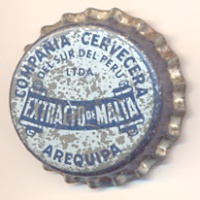 COMPAÑIA CERVECERA
DEL SUR DEL PERU
LTDA.
EXTRACTO DE MALTA
AREQUIPA